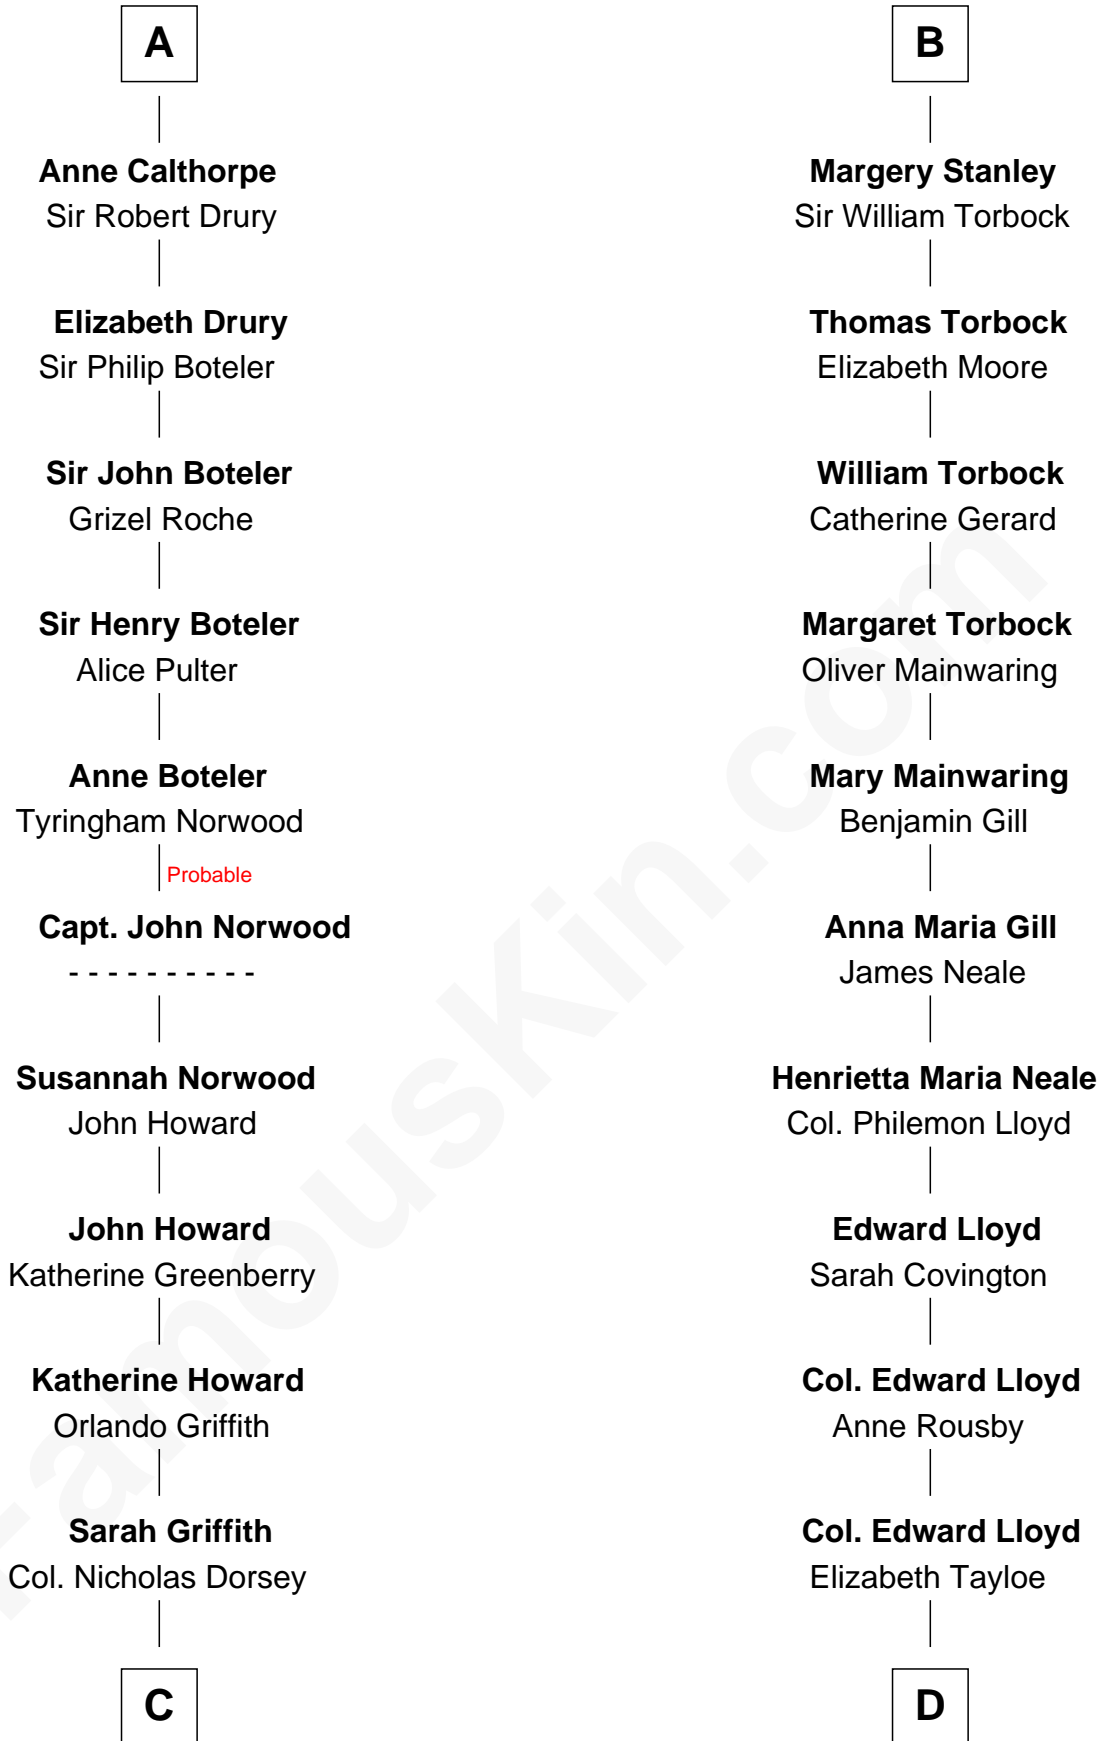 A
Anne Calthorpe
Sir Robert Drury
Elizabeth Drury
Sir Philip Boteler
Sir John Boteler
Grizel Roche
Sir Henry Boteler
Alice Pulter
Anne Boteler
Tyringham Norwood
Probable
Capt. John Norwood
- - - - - - - - - -
Susannah Norwood
John Howard
John Howard
Katherine Greenberry
Katherine Howard
Orlando Griffith
Sarah Griffith
Col. Nicholas Dorsey
C
B
Margery Stanley
Sir William Torbock
Thomas Torbock
Elizabeth Moore
William Torbock
Catherine Gerard
Margaret Torbock
Oliver Mainwaring
Mary Mainwaring
Benjamin Gill
Anna Maria Gill
James Neale
Henrietta Maria Neale
Col. Philemon Lloyd
Edward Lloyd
Sarah Covington
Col. Edward Lloyd
Anne Rousby
Col. Edward Lloyd
Elizabeth Tayloe
D
FamousKin.com